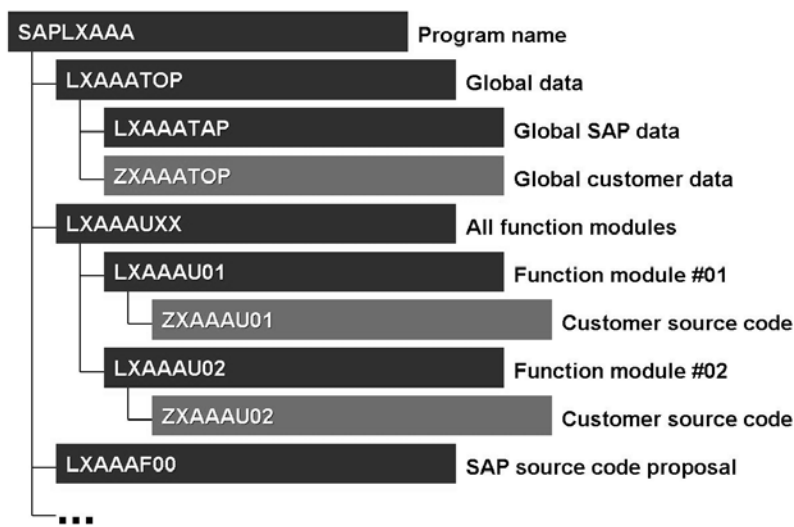 SAPLXAAA Program name
LXAAATOP Global data
LXAAATAP Global SAP data
ZXAAATOP Global customer data
LXAAAUXX All function modules
LXAAAU01 Function module #01
ZXAAAU01 Customer source code
LXAAAU02 Function module #02
ZXAAAU02 Customer source code
LXAAAF00 SAP source code proposal
...